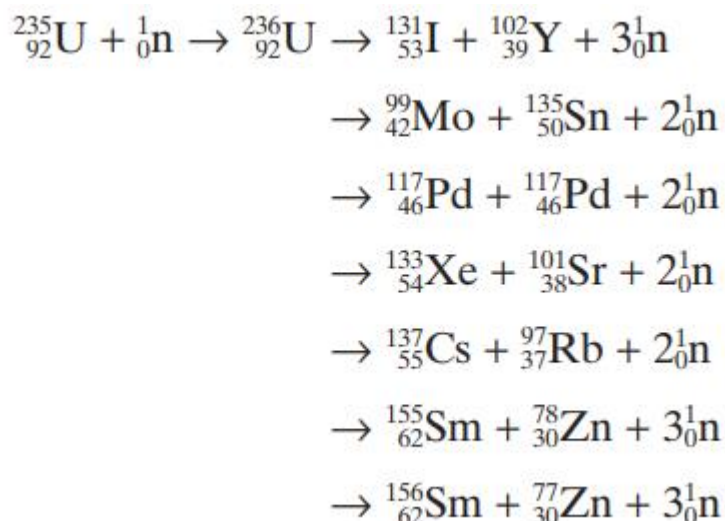 ²³⁵₉₂U + ¹₀n → ²³⁶₉₂U → ¹³¹₅₃I + ¹⁰²₃₉Y + 3¹₀n
→ ⁹⁹₄₂Mo + ¹³⁵₅₀Sn + 2¹₀n
→ ¹¹⁷₄₆Pd + ¹¹⁷₄₆Pd + 2¹₀n
→ ¹³³₅₄Xe + ¹⁰¹₃₈Sr + 2¹₀n
→ ¹³⁷₅₅Cs + ⁹⁷₃₇Rb + 2¹₀n
→ ¹⁵⁵₆₂Sm + ⁷⁸₃₀Zn + 3¹₀n
→ ¹⁵⁶₆₂Sm + ⁷⁷₃₀Zn + 3¹₀n